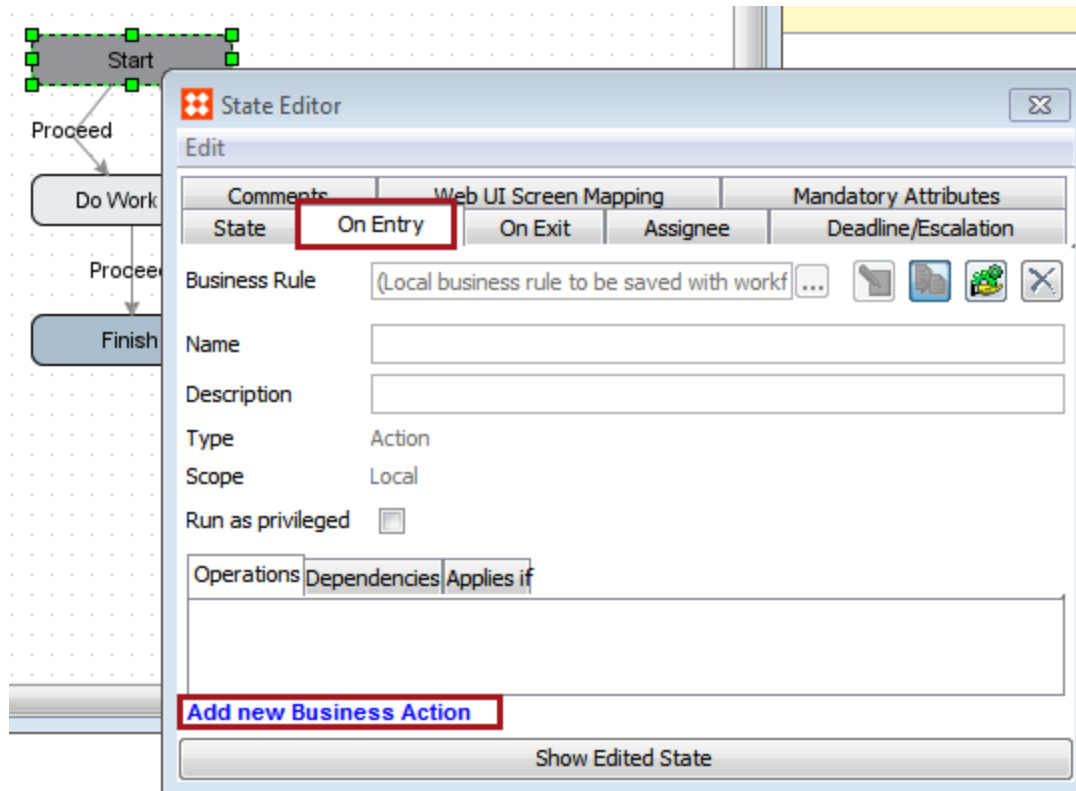 Start
Proceed
Do Work
Proceed
Finish
State Editor
Edit
Comments Web UI Screen Mapping Mandatory Attributes
State On Entry On Exit Assignee Deadline/Escalation
Business Rule (Local business rule to be saved with workf ...
Name
Description
Type Action
Scope Local
Run as privileged
Operations Dependencies Applies if
Add new Business Action
Show Edited State